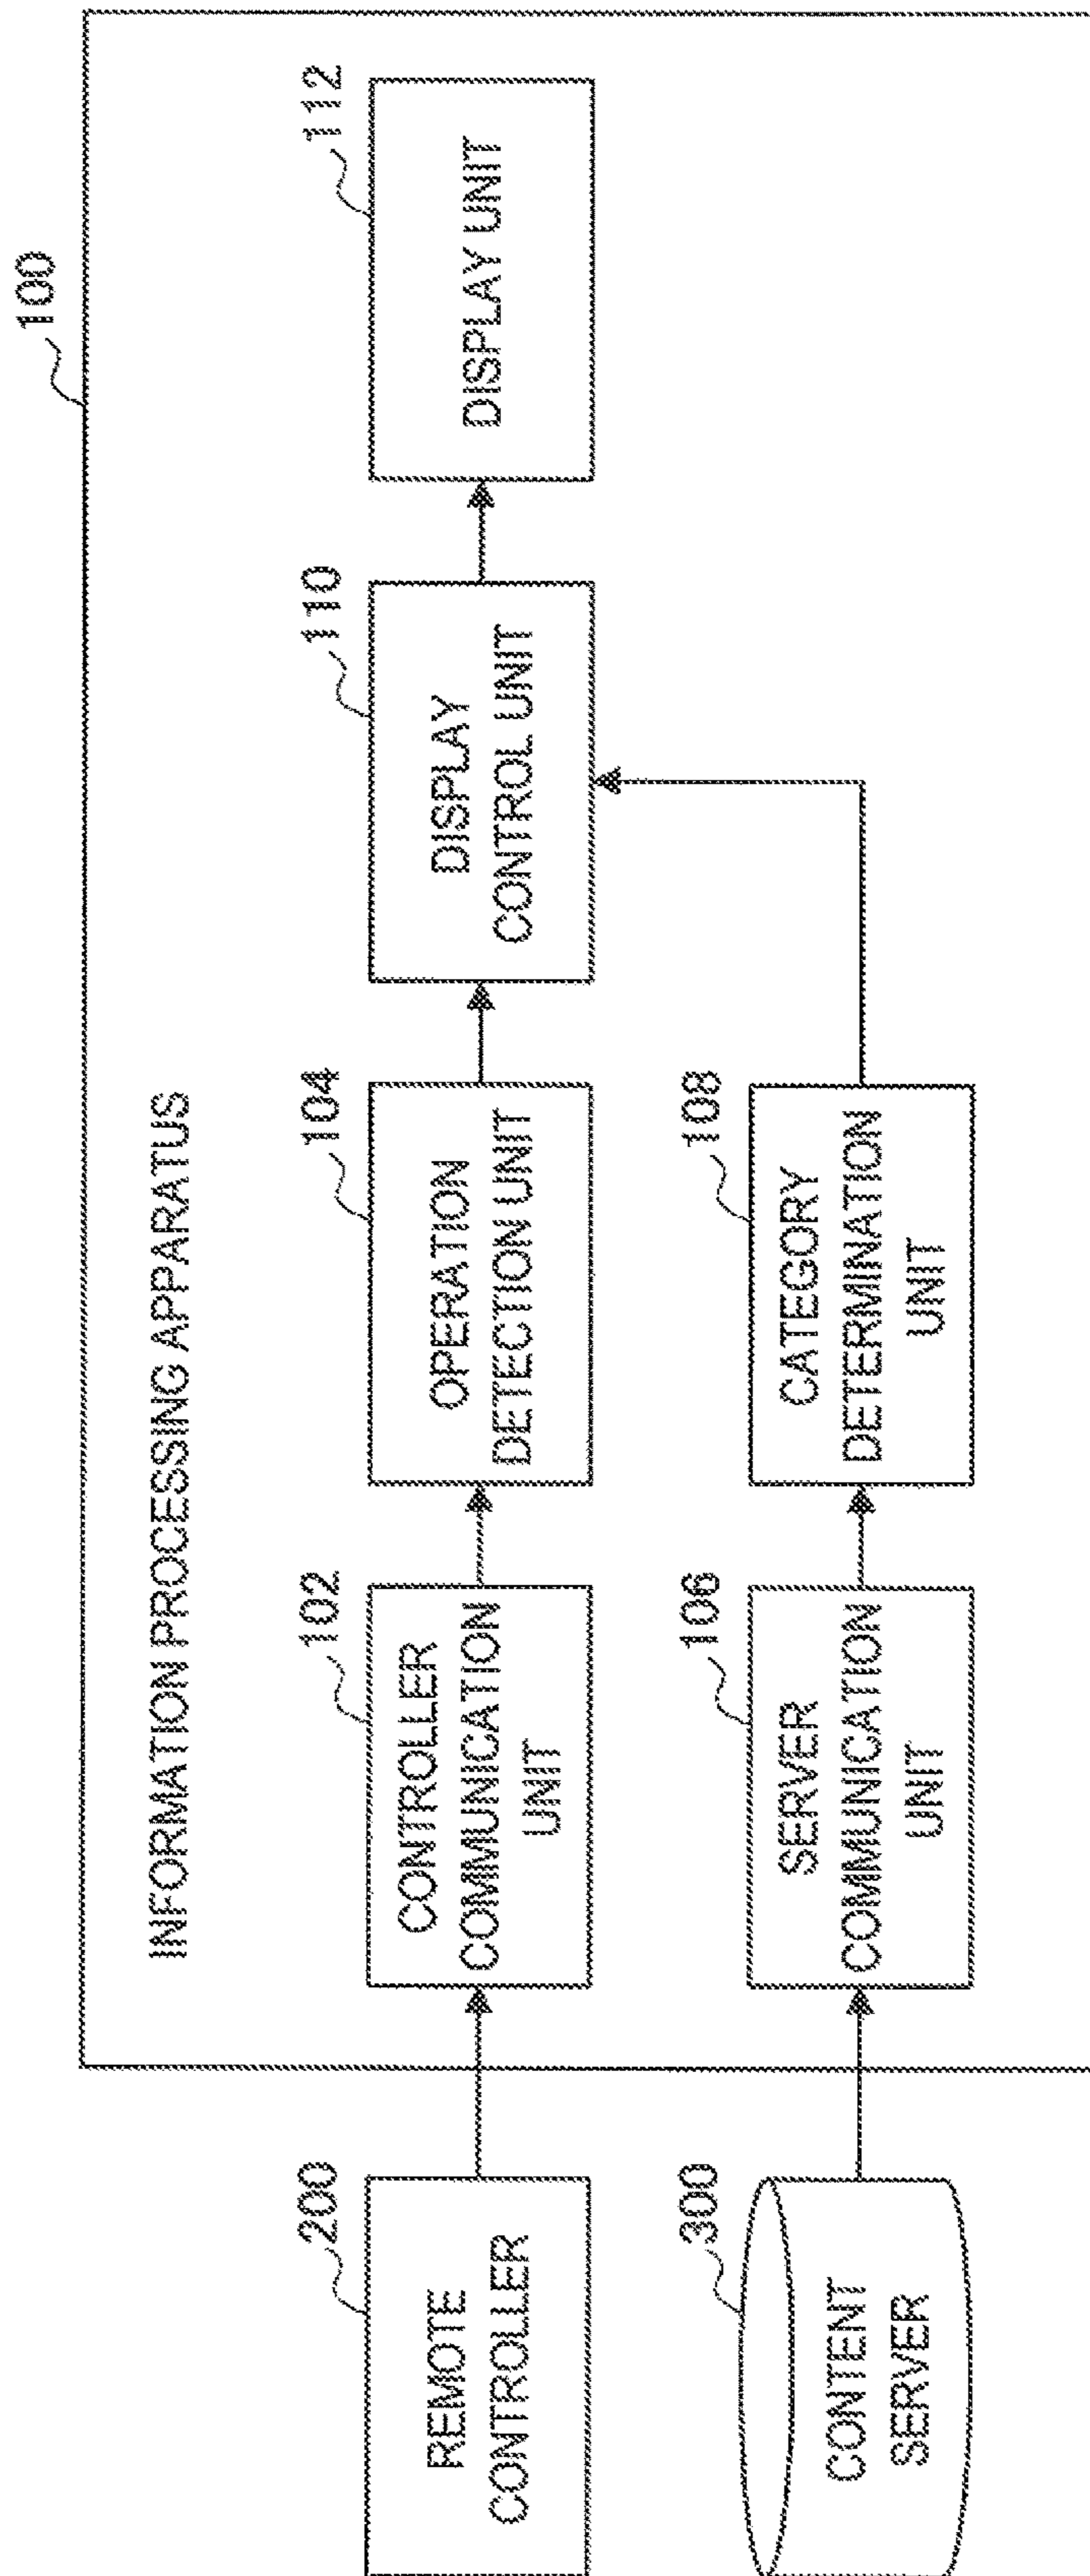 100
INFORMATION PROCESSING APPARATUS
200
REMOTE
CONTROLLER
102
CONTROLLER
COMMUNICATION
UNIT
104
OPERATION
DETECTION UNIT
110
DISPLAY
CONTROL UNIT
112
DISPLAY UNIT
300
CONTENT
SERVER
106
SERVER
COMMUNICATION
UNIT
108
CATEGORY
DETERMINATION
UNIT